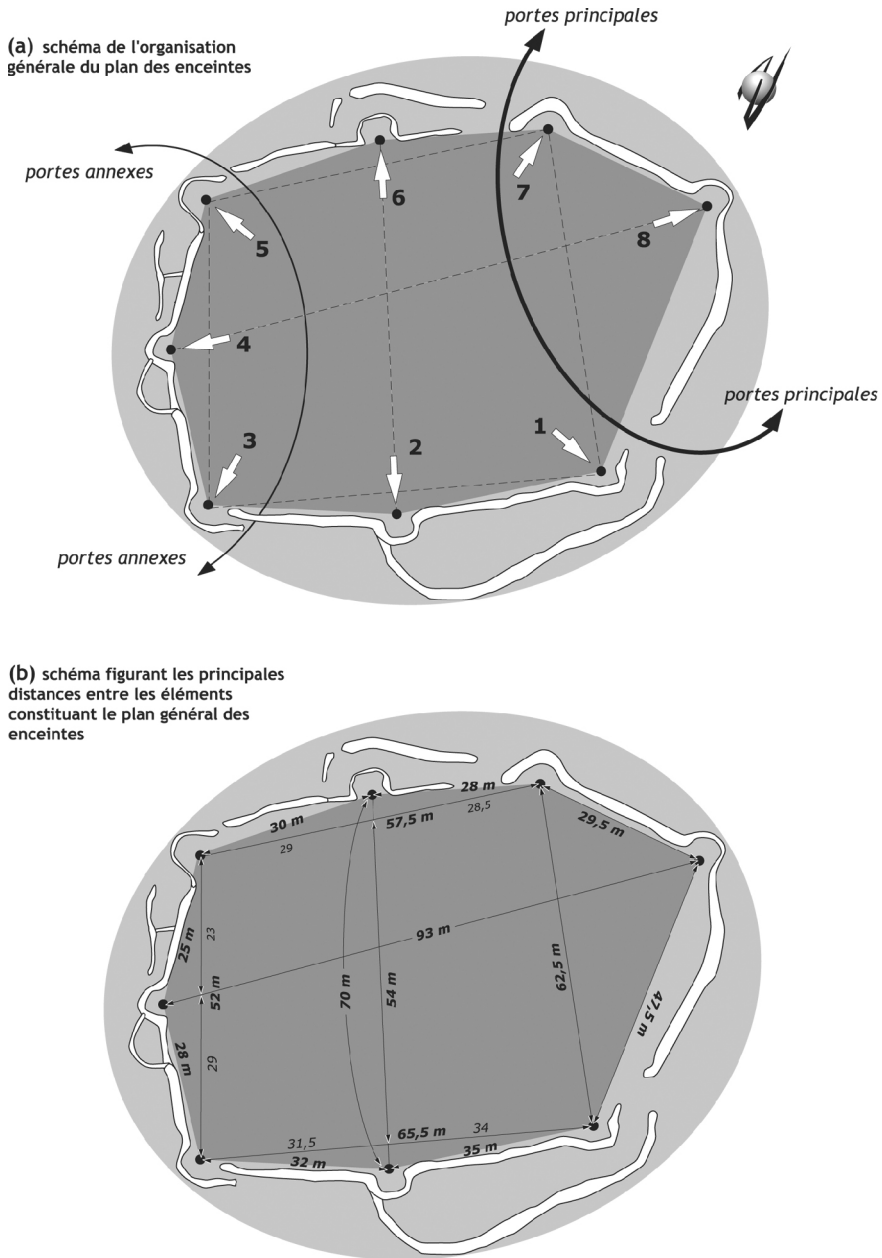 portes principales
(a) schéma de l'organisation
générale du plan des enceintes
portes annexes
7
6
8
5
4
portes principales
3
2
1
portes annexes
(b) schéma figurant les principales
distances entre les éléments
constituant le plan général des
enceintes
28 m
30 m
57,5 m
28,5
29,5 m
29
23
25 m
93 m
52 m
70 m
54 m
62,5 m
47,5 m
28 m
29
31,5
65,5 m
34
32 m
35 m